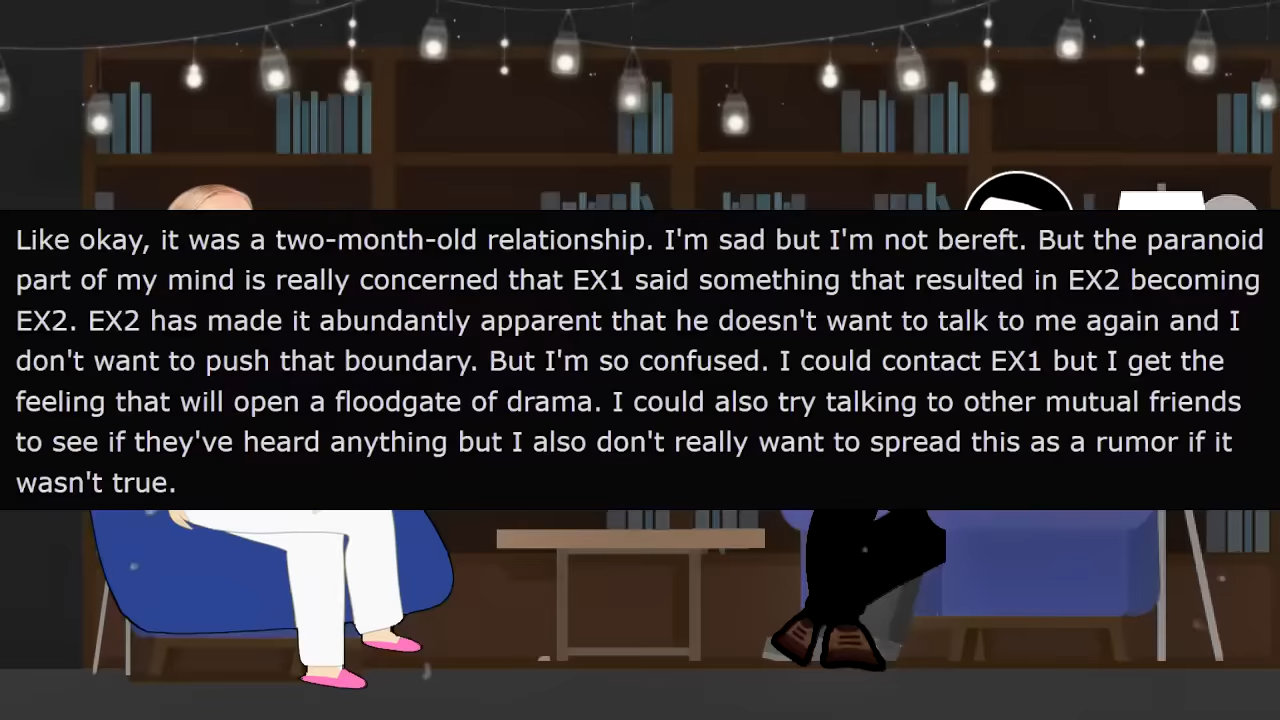 Like okay, it was a two-month-old relationship. I'm sad but I'm not bereft. But the paranoid
part of my mind is really concerned that EX1 said something that resulted in EX2 becoming
EX2. EX2 has made it abundantly apparent that he doesn't want to talk to me again and I
don't want to push that boundary. But I'm so confused. I could contact EX1 but I get the
feeling that will open a floodgate of drama. I could also try talking to other mutual friends
to see if they've heard anything but I also don't really want to spread this as a rumor if it
wasn't true.